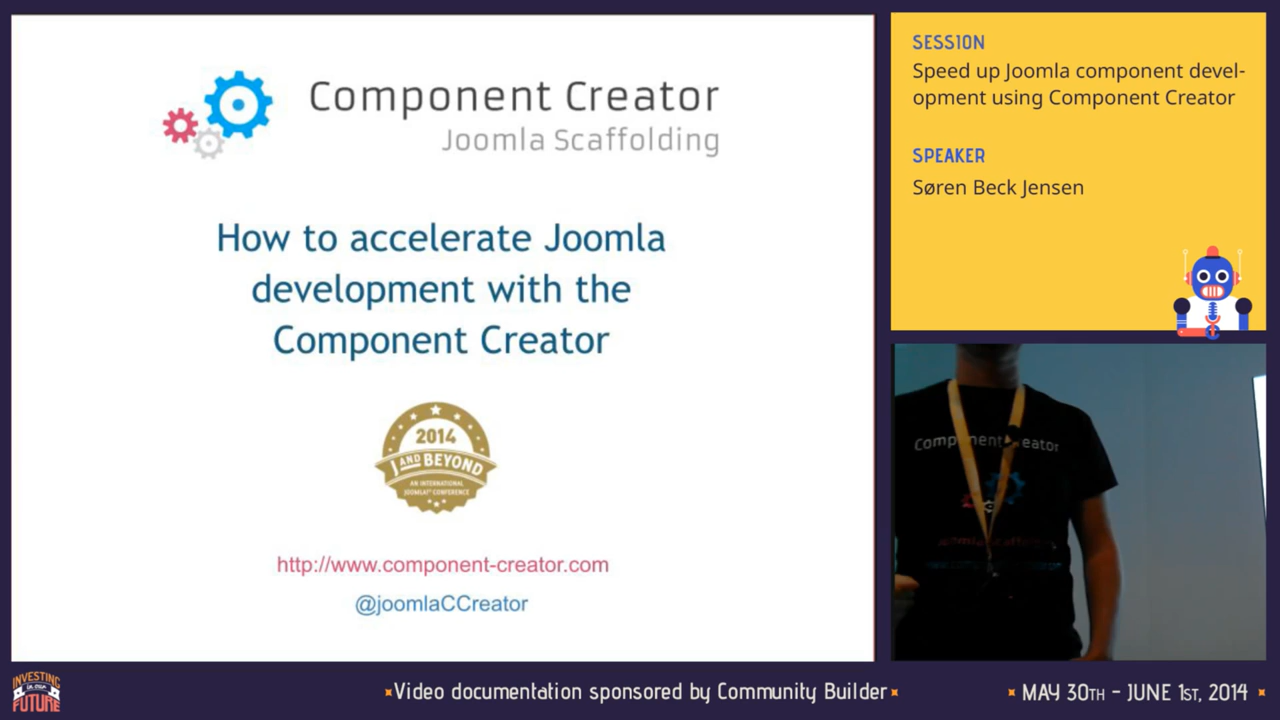 Component Creator
Joomla Scaffolding
How to accelerate Joomla
development with the
Component Creator
2014
J AND BEYOND
AN INTERNATIONAL
JOOMLA! CONFERENCE
http://www.component-creator.com
@joomlaCCreator
SESSION
Speed up Joomla component devel-
opment using Component Creator
SPEAKER
Søren Beck Jensen
INVESTING
IN OUR
FUTURE
Video documentation sponsored by Community Builder
MAY 30TH - JUNE 1ST, 2014